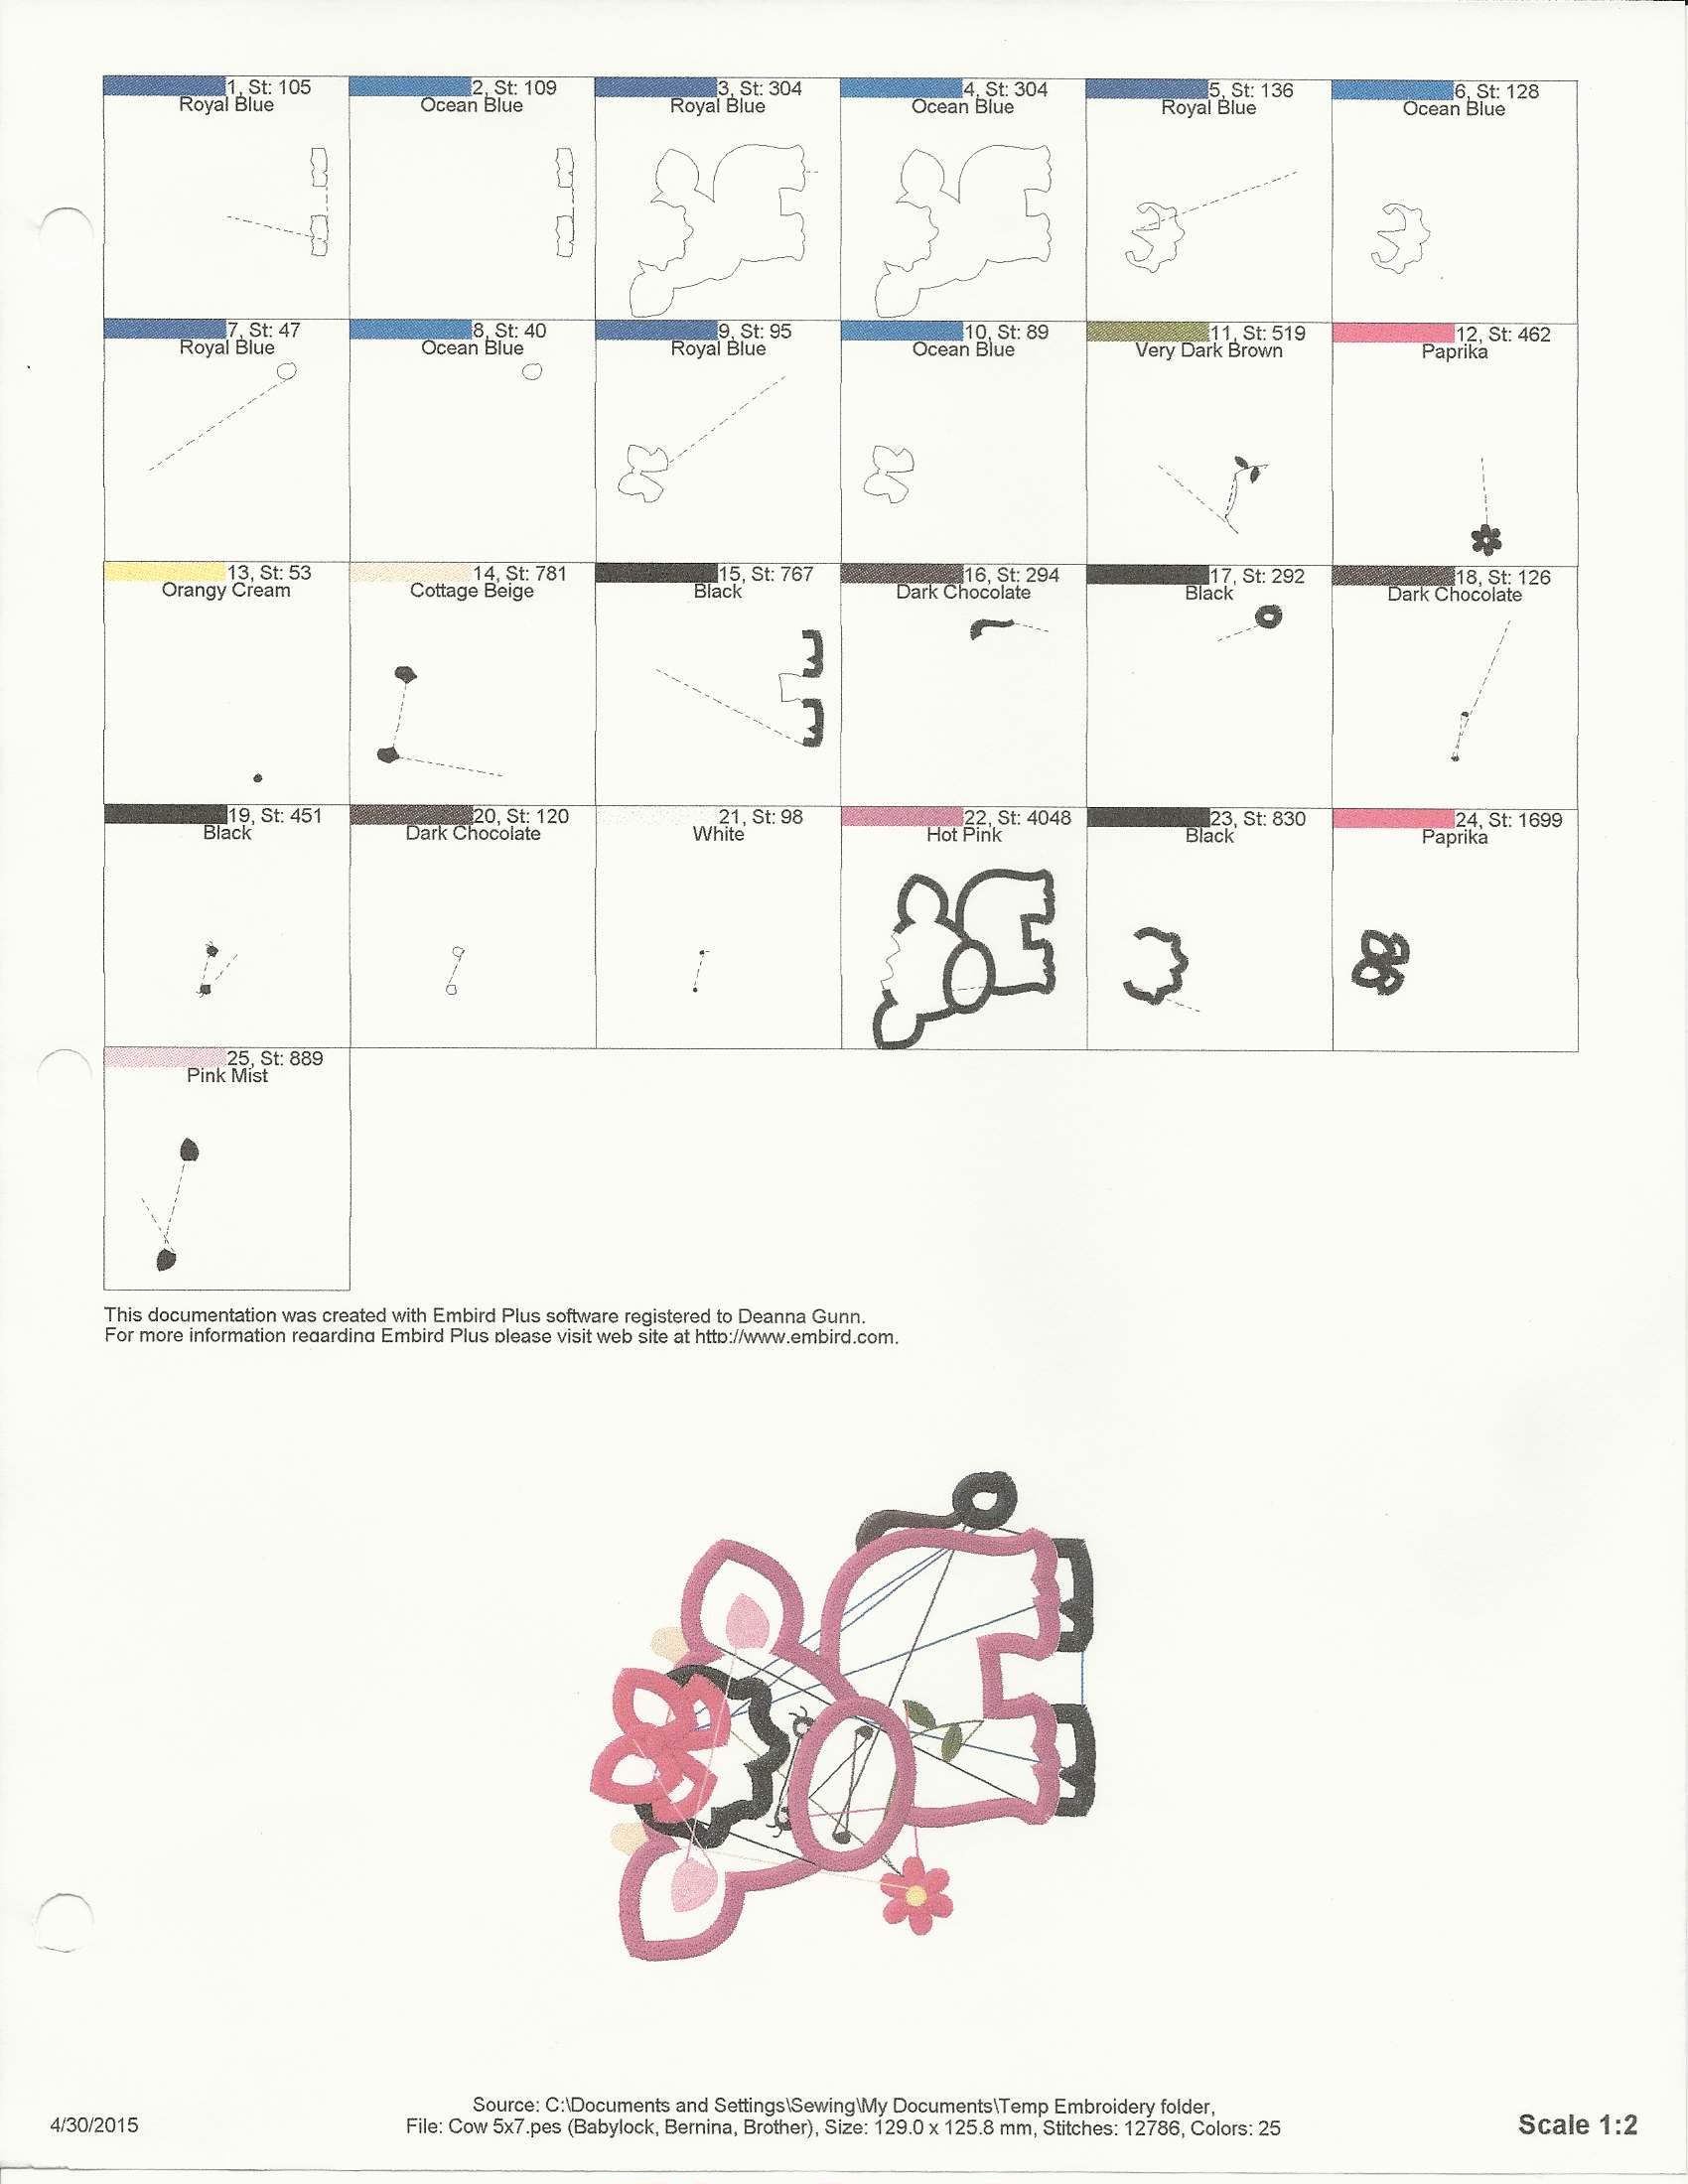 1, St: 105
Royal Blue
2, St: 109
Ocean Blue
3, St: 304
Royal Blue
4, St: 304
Ocean Blue
5, St: 136
Royal Blue
6, St: 128
Ocean Blue
7, St: 47
Royal Blue
8, St: 40
Ocean Blue
9, St: 95
Royal Blue
10, St: 89
Ocean Blue
11, St: 519
Very Dark Brown
12, St: 462
Paprika
13, St: 53
Orangy Cream
14, St: 781
Cottage Beige
15, St: 767
Black
16, St: 294
Dark Chocolate
17, St: 292
Black
18, St: 126
Dark Chocolate
19, St: 451
Black
20, St: 120
Dark Chocolate
21, St: 98
White
22, St: 4048
Hot Pink
23, St: 830
Black
24, St: 1699
Paprika
25, St: 889
Pink Mist
This documentation was created with Embird Plus software registered to Deanna Gunn.
For more information regarding Embird Plus please visit web site at http://www.embird.com.
Source: C:\Documents and Settings\Sewing\My Documents\Temp Embroidery folder,
4/30/2015
File: Cow 5x7.pes (Babylock, Bernina, Brother), Size: 129.0 x 125.8 mm, Stitches: 12786, Colors: 25
Scale 1:2